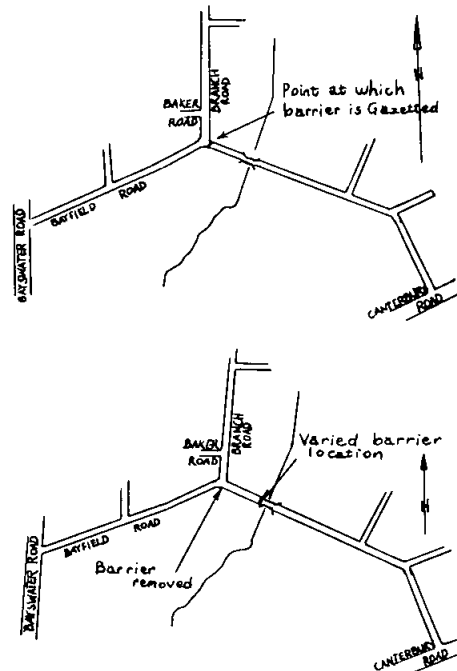 BAKER
ROAD
BRANCH
ROAD
Point at which
barrier is Gazetted
N
BAYFIELD ROAD
BAYSWATER ROAD
CANTERBURY
ROAD
BAKER
ROAD
BRANCH
ROAD
Varied barrier
location
N
BAYFIELD ROAD
BAYSWATER ROAD
Barrier
removed
CANTERBURY
ROAD